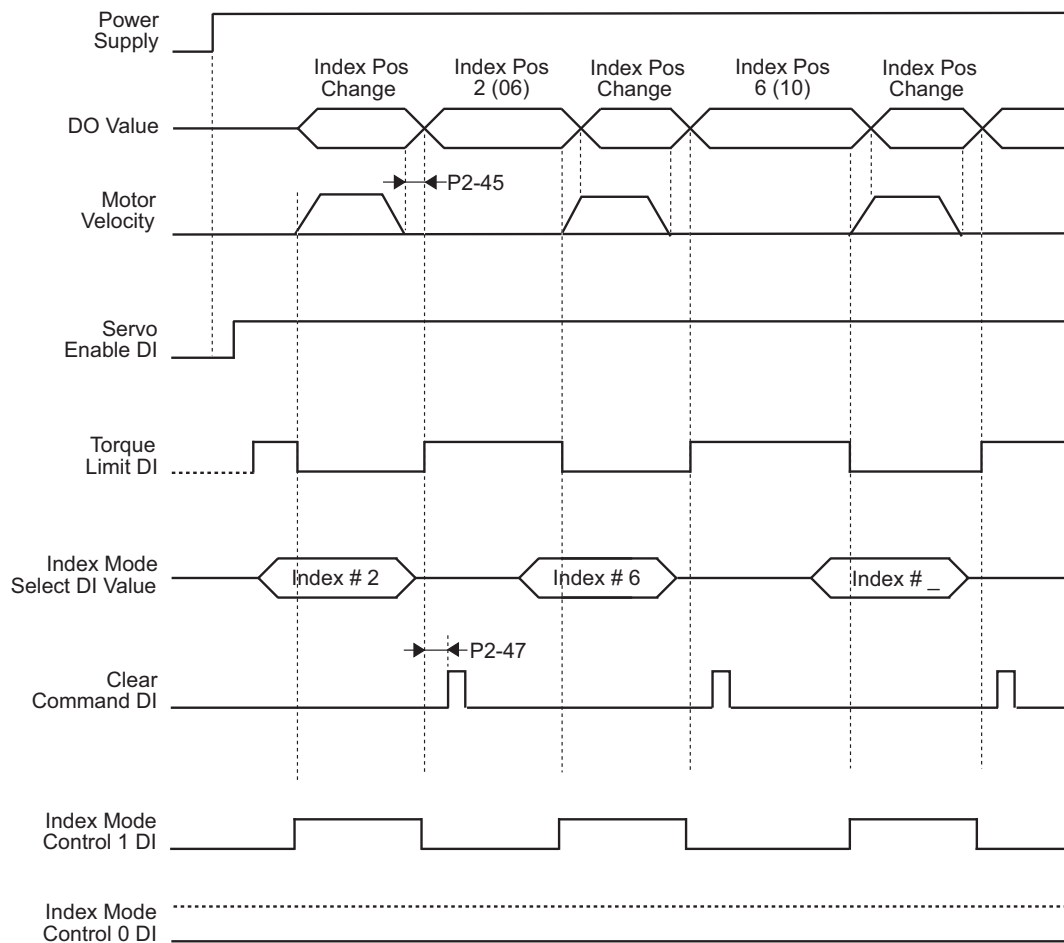 Power
Supply
Index Pos
Change
Index Pos
2 (06)
Index Pos
Change
Index Pos
6 (10)
Index Pos
Change
DO Value
P2-45
Motor
Velocity
Servo
Enable DI
Torque
Limit DI
Index Mode
Select DI Value
Index # 2
Index # 6
Index # _
P2-47
Clear
Command DI
Index Mode
Control 1 DI
Index Mode
Control 0 DI